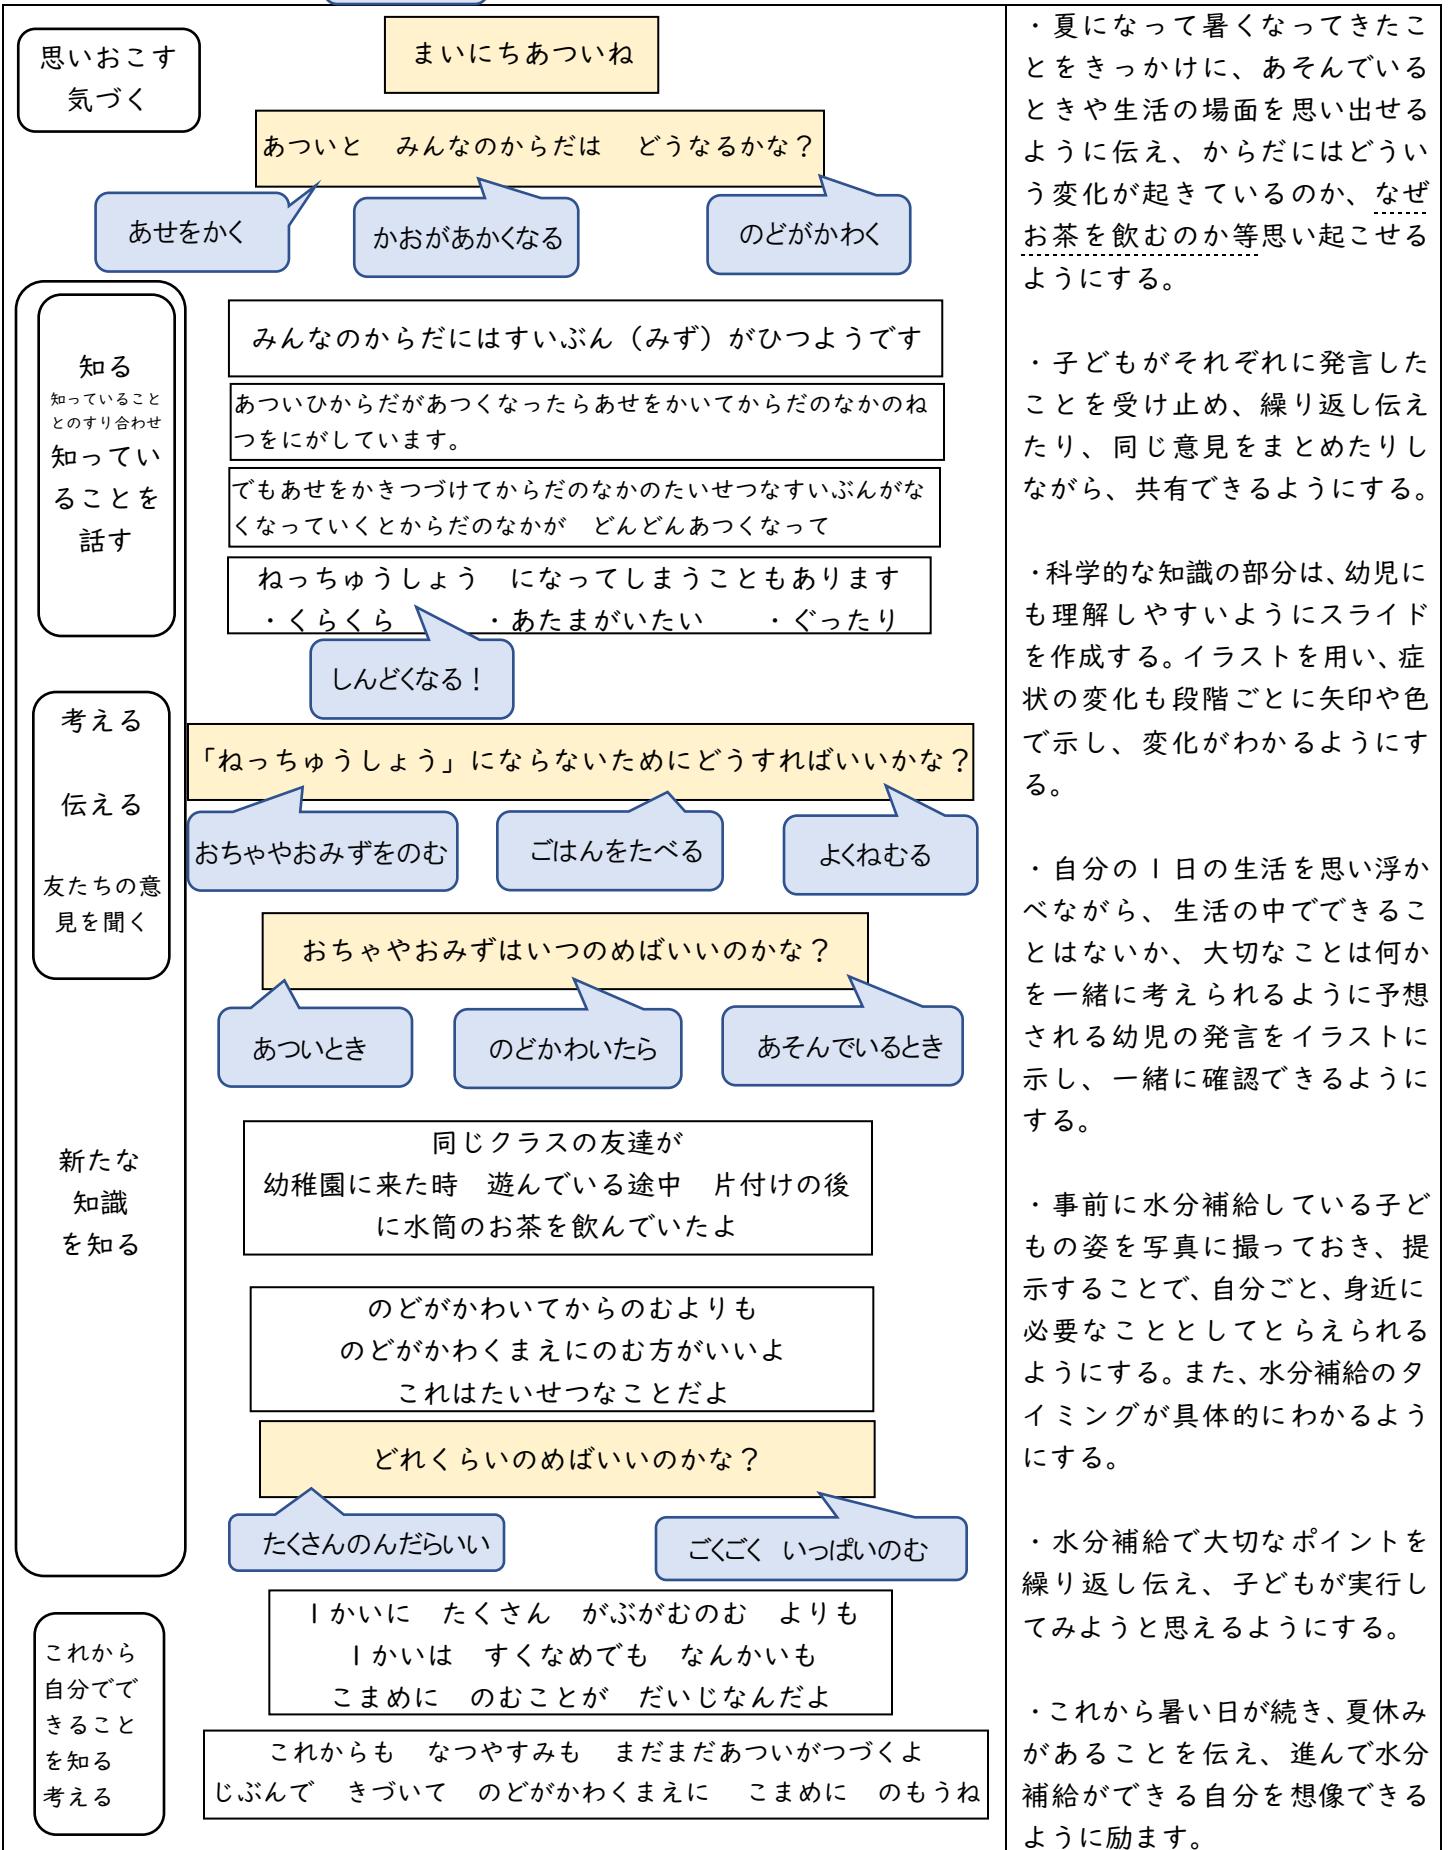 思いおこす
気づく
まいにちあついね
あついと　みんなのからだは　どうなるかな？
あせをかく
かおがあかくなる
のどがかわく
知る
知っていること
とのすり合わせ
知ってい
ることを
話す
みんなのからだにはすいぶん（みず）がひつようです
あついひからだがあつくなったらあせをかいてからだのなかのね
つをにがしています。
でもあせをかきつづけてからだのなかのたいせつなすいぶんがな
くなっていくとからだのなかが　どんどんあつくなって
ねっちゅうしょう　になってしまうこともあります
・くらくら　　　・あたまがいたい　　・ぐったり
しんどくなる！
考える
伝える
友たちの意
見を聞く
「ねっちゅうしょう」にならないためにどうすればいいかな？
おちゃやおみずをのむ
ごはんをたべる
よくねむる
おちゃやおみずはいつのめばいいのかな？
あついとき
のどかわいたら
あそんでいるとき
新たな
知識
を知る
同じクラスの友達が
幼稚園に来た時　遊んでいる途中　片付けの後
に水筒のお茶を飲んでいたよ
のどがかわいてからのむよりも
のどがかわくまえにのむ方がいいよ
これはたいせつなことだよ
どれくらいのめばいいのかな？
たくさんのんだらいい
ごくごく　いっぱいのむ
これから
自分でで
きること
を知る
考える
１かいに　たくさん　がぶがむのむ　よりも
１かいは　すくなめでも　なんかいも
こまめに　のむことが　だいじなんだよ
これからも　なつやすみも　まだまだあついがつづくよ
じぶんで　きづいて　のどがかわくまえに　こまめに　のもうね
・夏になって暑くなってきたこ
とをきっかけに、あそんでいる
ときや生活の場面を思い出せる
ように伝え、からだにはどうい
う変化が起きているのか、なぜ
お茶を飲むのか等思い起こせる
ようにする。
・子どもがそれぞれに発言した
ことを受け止め、繰り返し伝え
たり、同じ意見をまとめたりし
ながら、共有できるようにする。
・科学的な知識の部分は、幼児に
も理解しやすいようにスライド
を作成する。イラストを用い、症
状の変化も段階ごとに矢印や色
で示し、変化がわかるようにす
る。
・自分の１日の生活を思い浮か
べながら、生活の中でできるこ
とはないか、大切なことは何か
を一緒に考えられるように予想
される幼児の発言をイラストに
示し、一緒に確認できるように
する。
・事前に水分補給している子ど
もの姿を写真に撮っておき、提
示することで、自分ごと、身近に
必要なこととしてとらえられる
ようにする。また、水分補給のタ
イミングが具体的にわかるよう
にする。
・水分補給で大切なポイントを
繰り返し伝え、子どもが実行し
てみようと思えるようにする。
・これから暑い日が続き、夏休み
があることを伝え、進んで水分
補給ができる自分を想像できる
ように励ます。